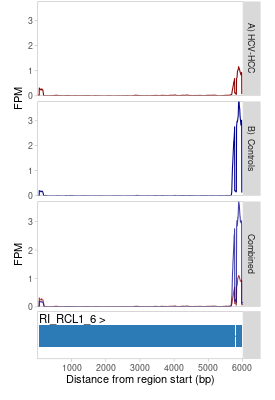 3
2
1
0
FPM
A) HCV-HCC
3
2
1
0
B) Controls
3
2
1
0
FPM
Combined
RI_RCL1_6 >
1000 2000 3000 4000 5000 6000
Distance from region start (bp)